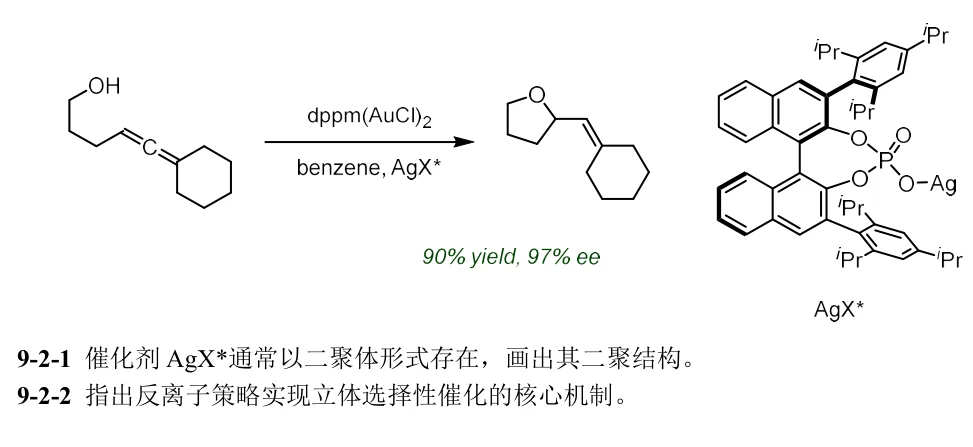 OH
C
dppm(AuCl)2
benzene, AgX*
O
90% yield, 97% ee
iPr
iPr
iPr
O
O
P
O
O–Ag
iPr
iPr
iPr
AgX*
9-2-1 催化剂 AgX*通常以二聚体形式存在，画出其二聚结构。
9-2-2 指出反离子策略实现立体选择性催化的核心机制。